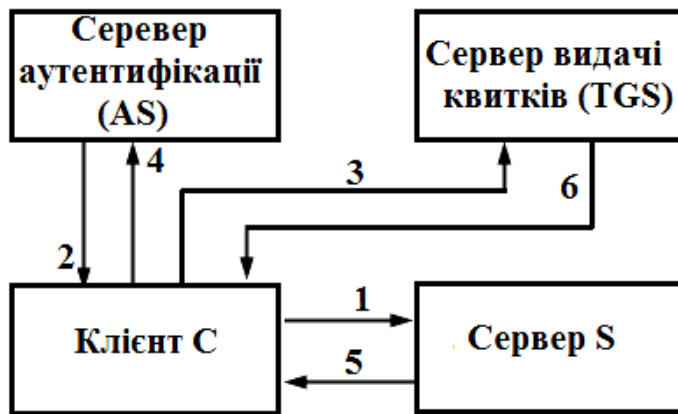 Серевер
аутентифікації
(AS)
Сервер видачі
квитків (TGS)
4
3
6
2
1
Клієнт С
Сервер S
5